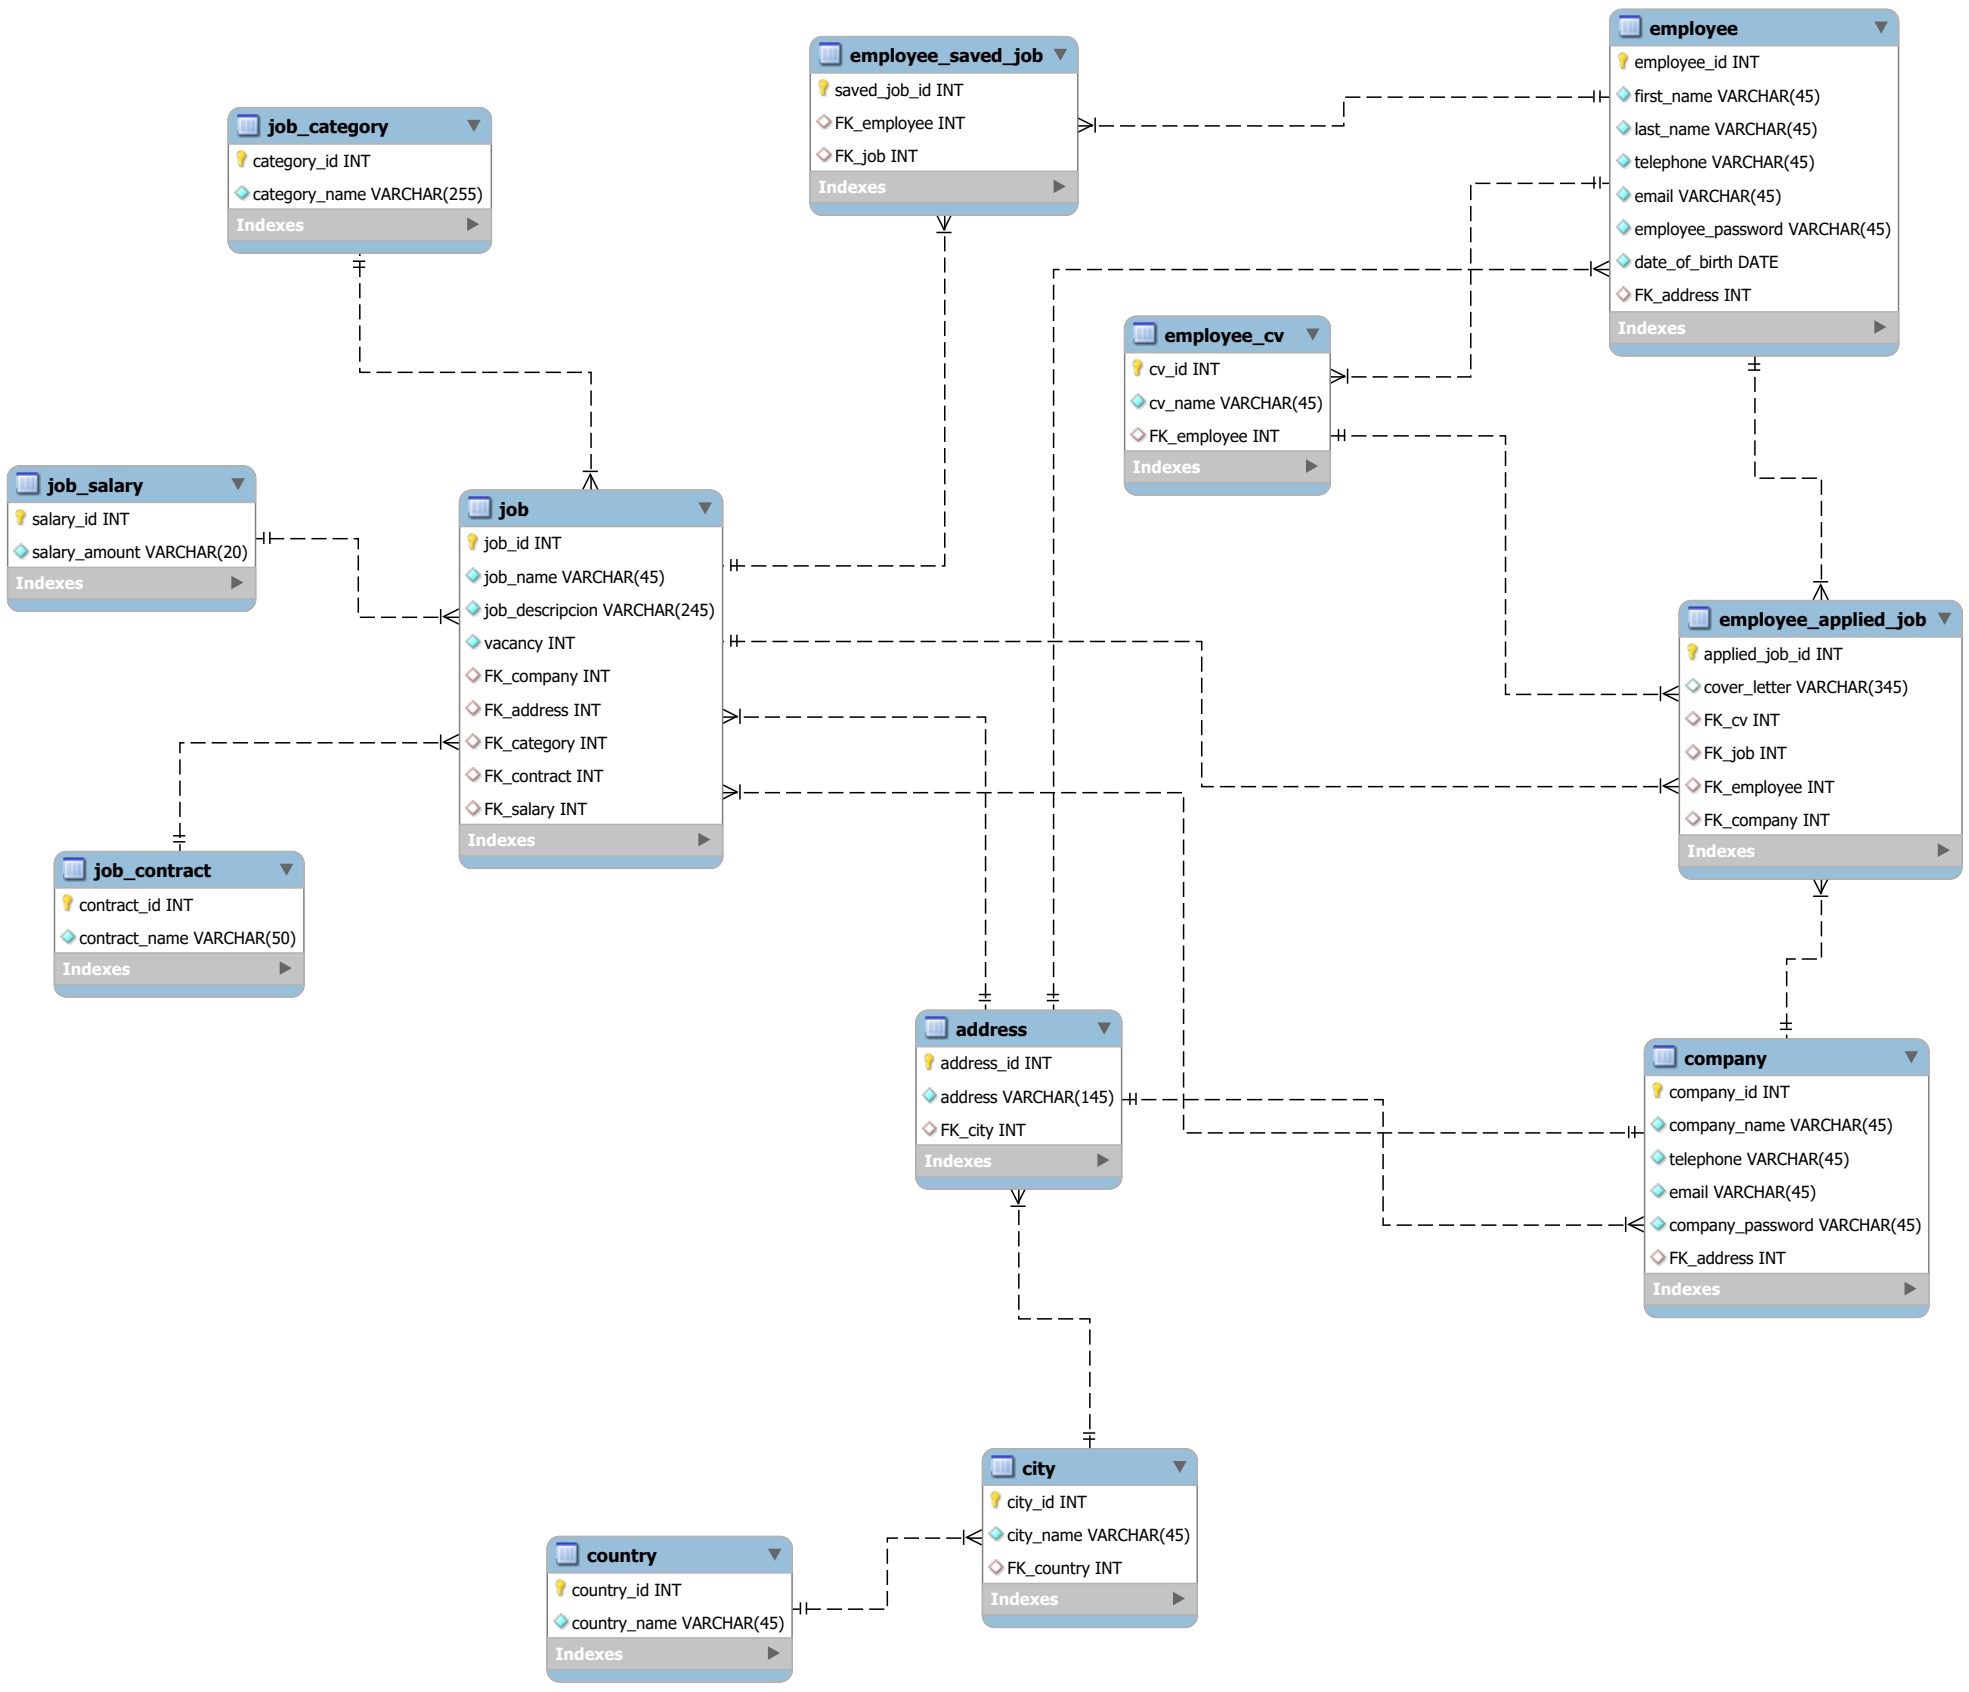 employee
employee_id INT
first_name VARCHAR(45)
last_name VARCHAR(45)
telephone VARCHAR(45)
email VARCHAR(45)
employee_password VARCHAR(45)
date_of_birth DATE
FK_address INT
Indexes
employee_saved_job
saved_job_id INT
FK_employee INT
FK_job INT
Indexes
job_category
category_id INT
category_name VARCHAR(255)
Indexes
employee_cv
cv_id INT
cv_name VARCHAR(45)
FK_employee INT
Indexes
job_salary
salary_id INT
salary_amount VARCHAR(20)
Indexes
job
job_id INT
job_name VARCHAR(45)
job_descripcion VARCHAR(245)
vacancy INT
FK_company INT
FK_address INT
FK_category INT
FK_contract INT
FK_salary INT
Indexes
employee_applied_job
applied_job_id INT
cover_letter VARCHAR(345)
FK_cv INT
FK_job INT
FK_employee INT
FK_company INT
Indexes
job_contract
contract_id INT
contract_name VARCHAR(50)
Indexes
address
address_id INT
address VARCHAR(145)
FK_city INT
Indexes
company
company_id INT
company_name VARCHAR(45)
telephone VARCHAR(45)
email VARCHAR(45)
company_password VARCHAR(45)
FK_address INT
Indexes
city
city_id INT
city_name VARCHAR(45)
FK_country INT
Indexes
country
country_id INT
country_name VARCHAR(45)
Indexes